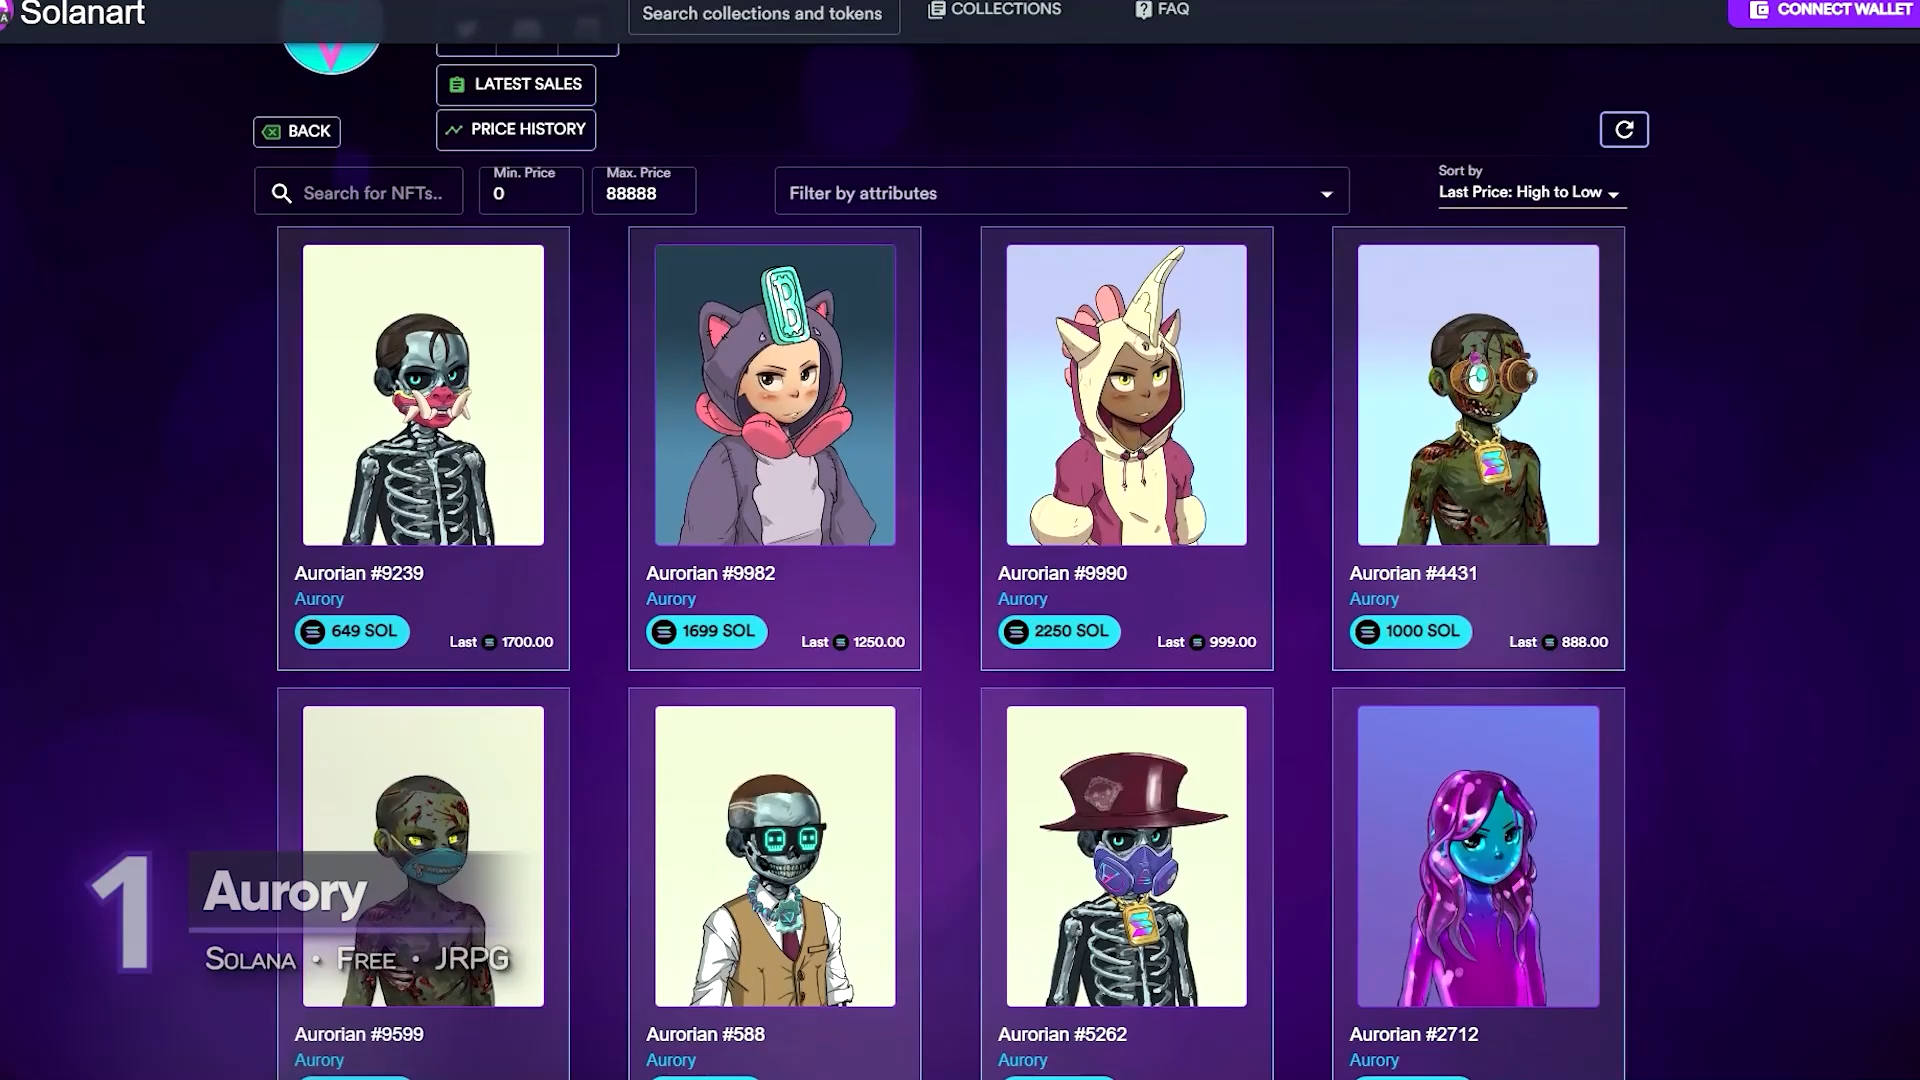 Solanart
Search collections and tokens
COLLECTIONS
FAQ
CONNECT WALLET
LATEST SALES
BACK
PRICE HISTORY
Search for NFTs..
Min. Price
0
Max. Price
88888
Filter by attributes
Sort by
Last Price: High to Low
Aurorian #9239
Aurory
649 SOL
Last 1700.00
Aurorian #9982
Aurory
1699 SOL
Last 1250.00
Aurorian #9990
Aurory
2250 SOL
Last 999.00
Aurorian #4431
Aurory
1000 SOL
Last 888.00
1
Aurory
SOLANA • FREE • JRPG
Aurorian #9599
Aurory
Aurorian #588
Aurory
Aurorian #5262
Aurory
Aurorian #2712
Aurory